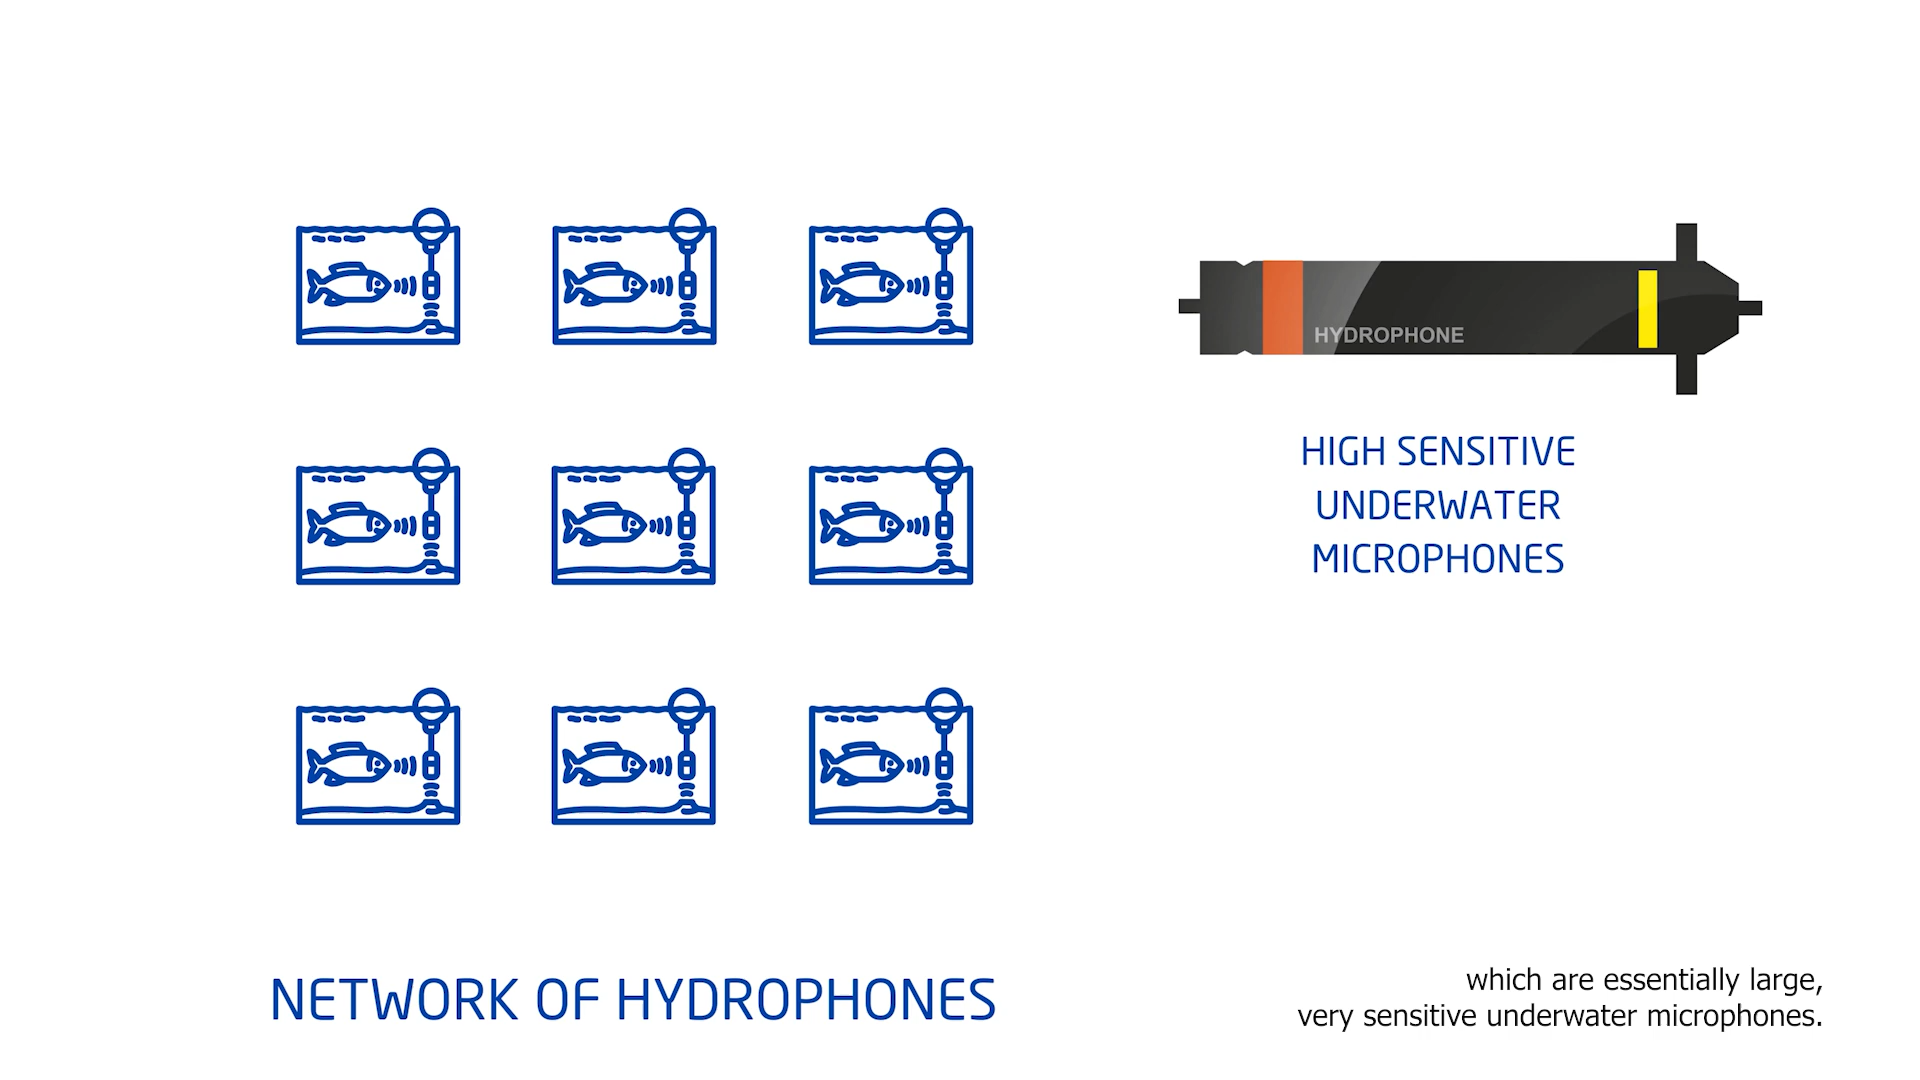 HYDROPHONE
HIGH SENSITIVE
UNDERWATER
MICROPHONES
NETWORK OF HYDROPHONES
which are essentially large,
very sensitive underwater microphones.